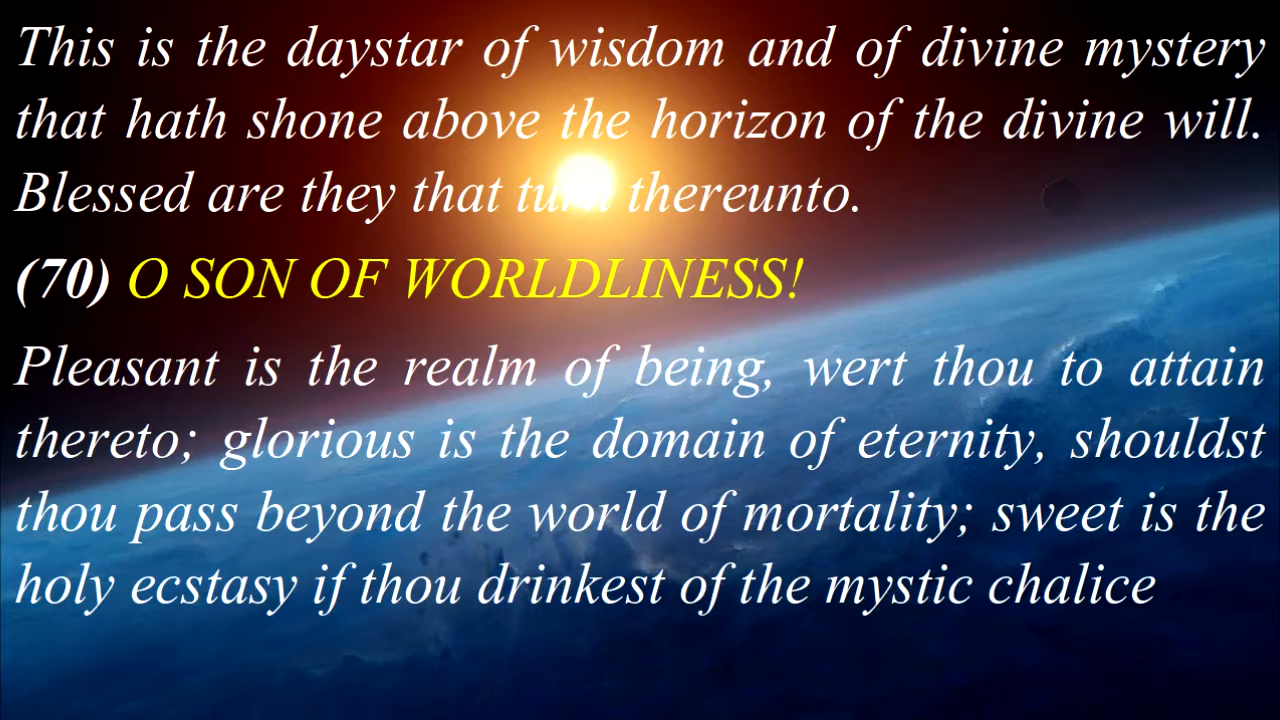 This is the daystar of wisdom and of divine mystery
that hath shone above the horizon of the divine will.
Blessed are they that turn thereunto.
(70) O SON OF WORLDLINESS!
Pleasant is the realm of being, wert thou to attain
thereto; glorious is the domain of eternity, shouldst
thou pass beyond the world of mortality; sweet is the
holy ecstasy if thou drinkest of the mystic chalice